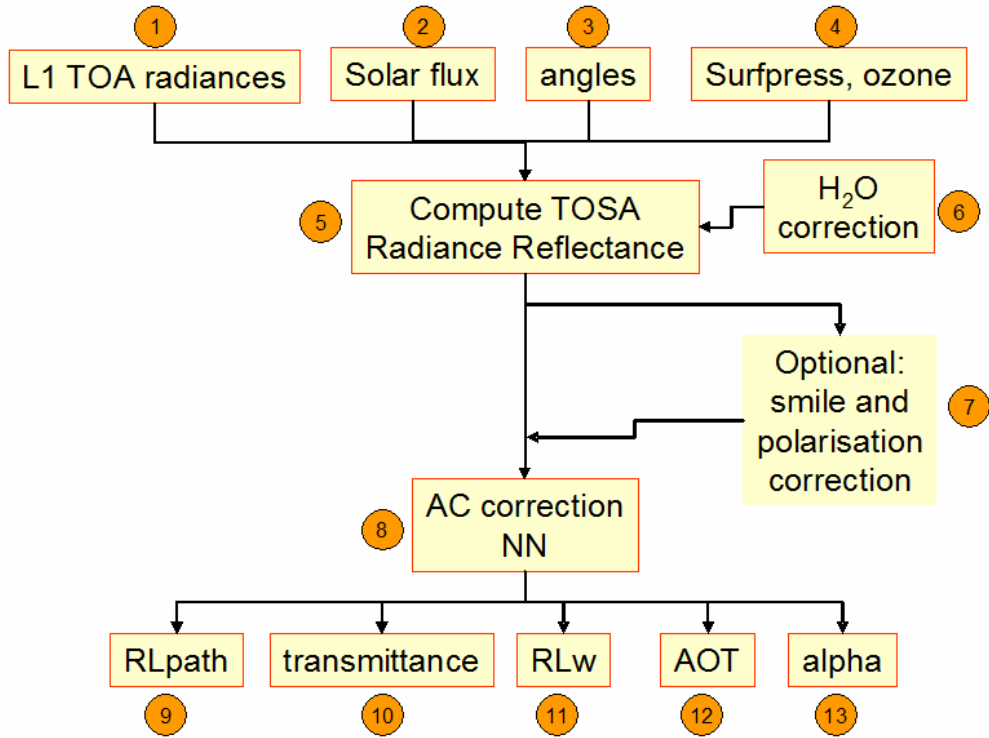 1
2
3
4
L1 TOA radiances
Solar flux
angles
Surfpress, ozone
5
Compute TOSA
Radiance Reflectance
H₂O
correction
6
Optional:
smile and
polarisation
correction
7
8
AC correction
NN
RLpath
transmittance
RLw
AOT
alpha
9
10
11
12
13